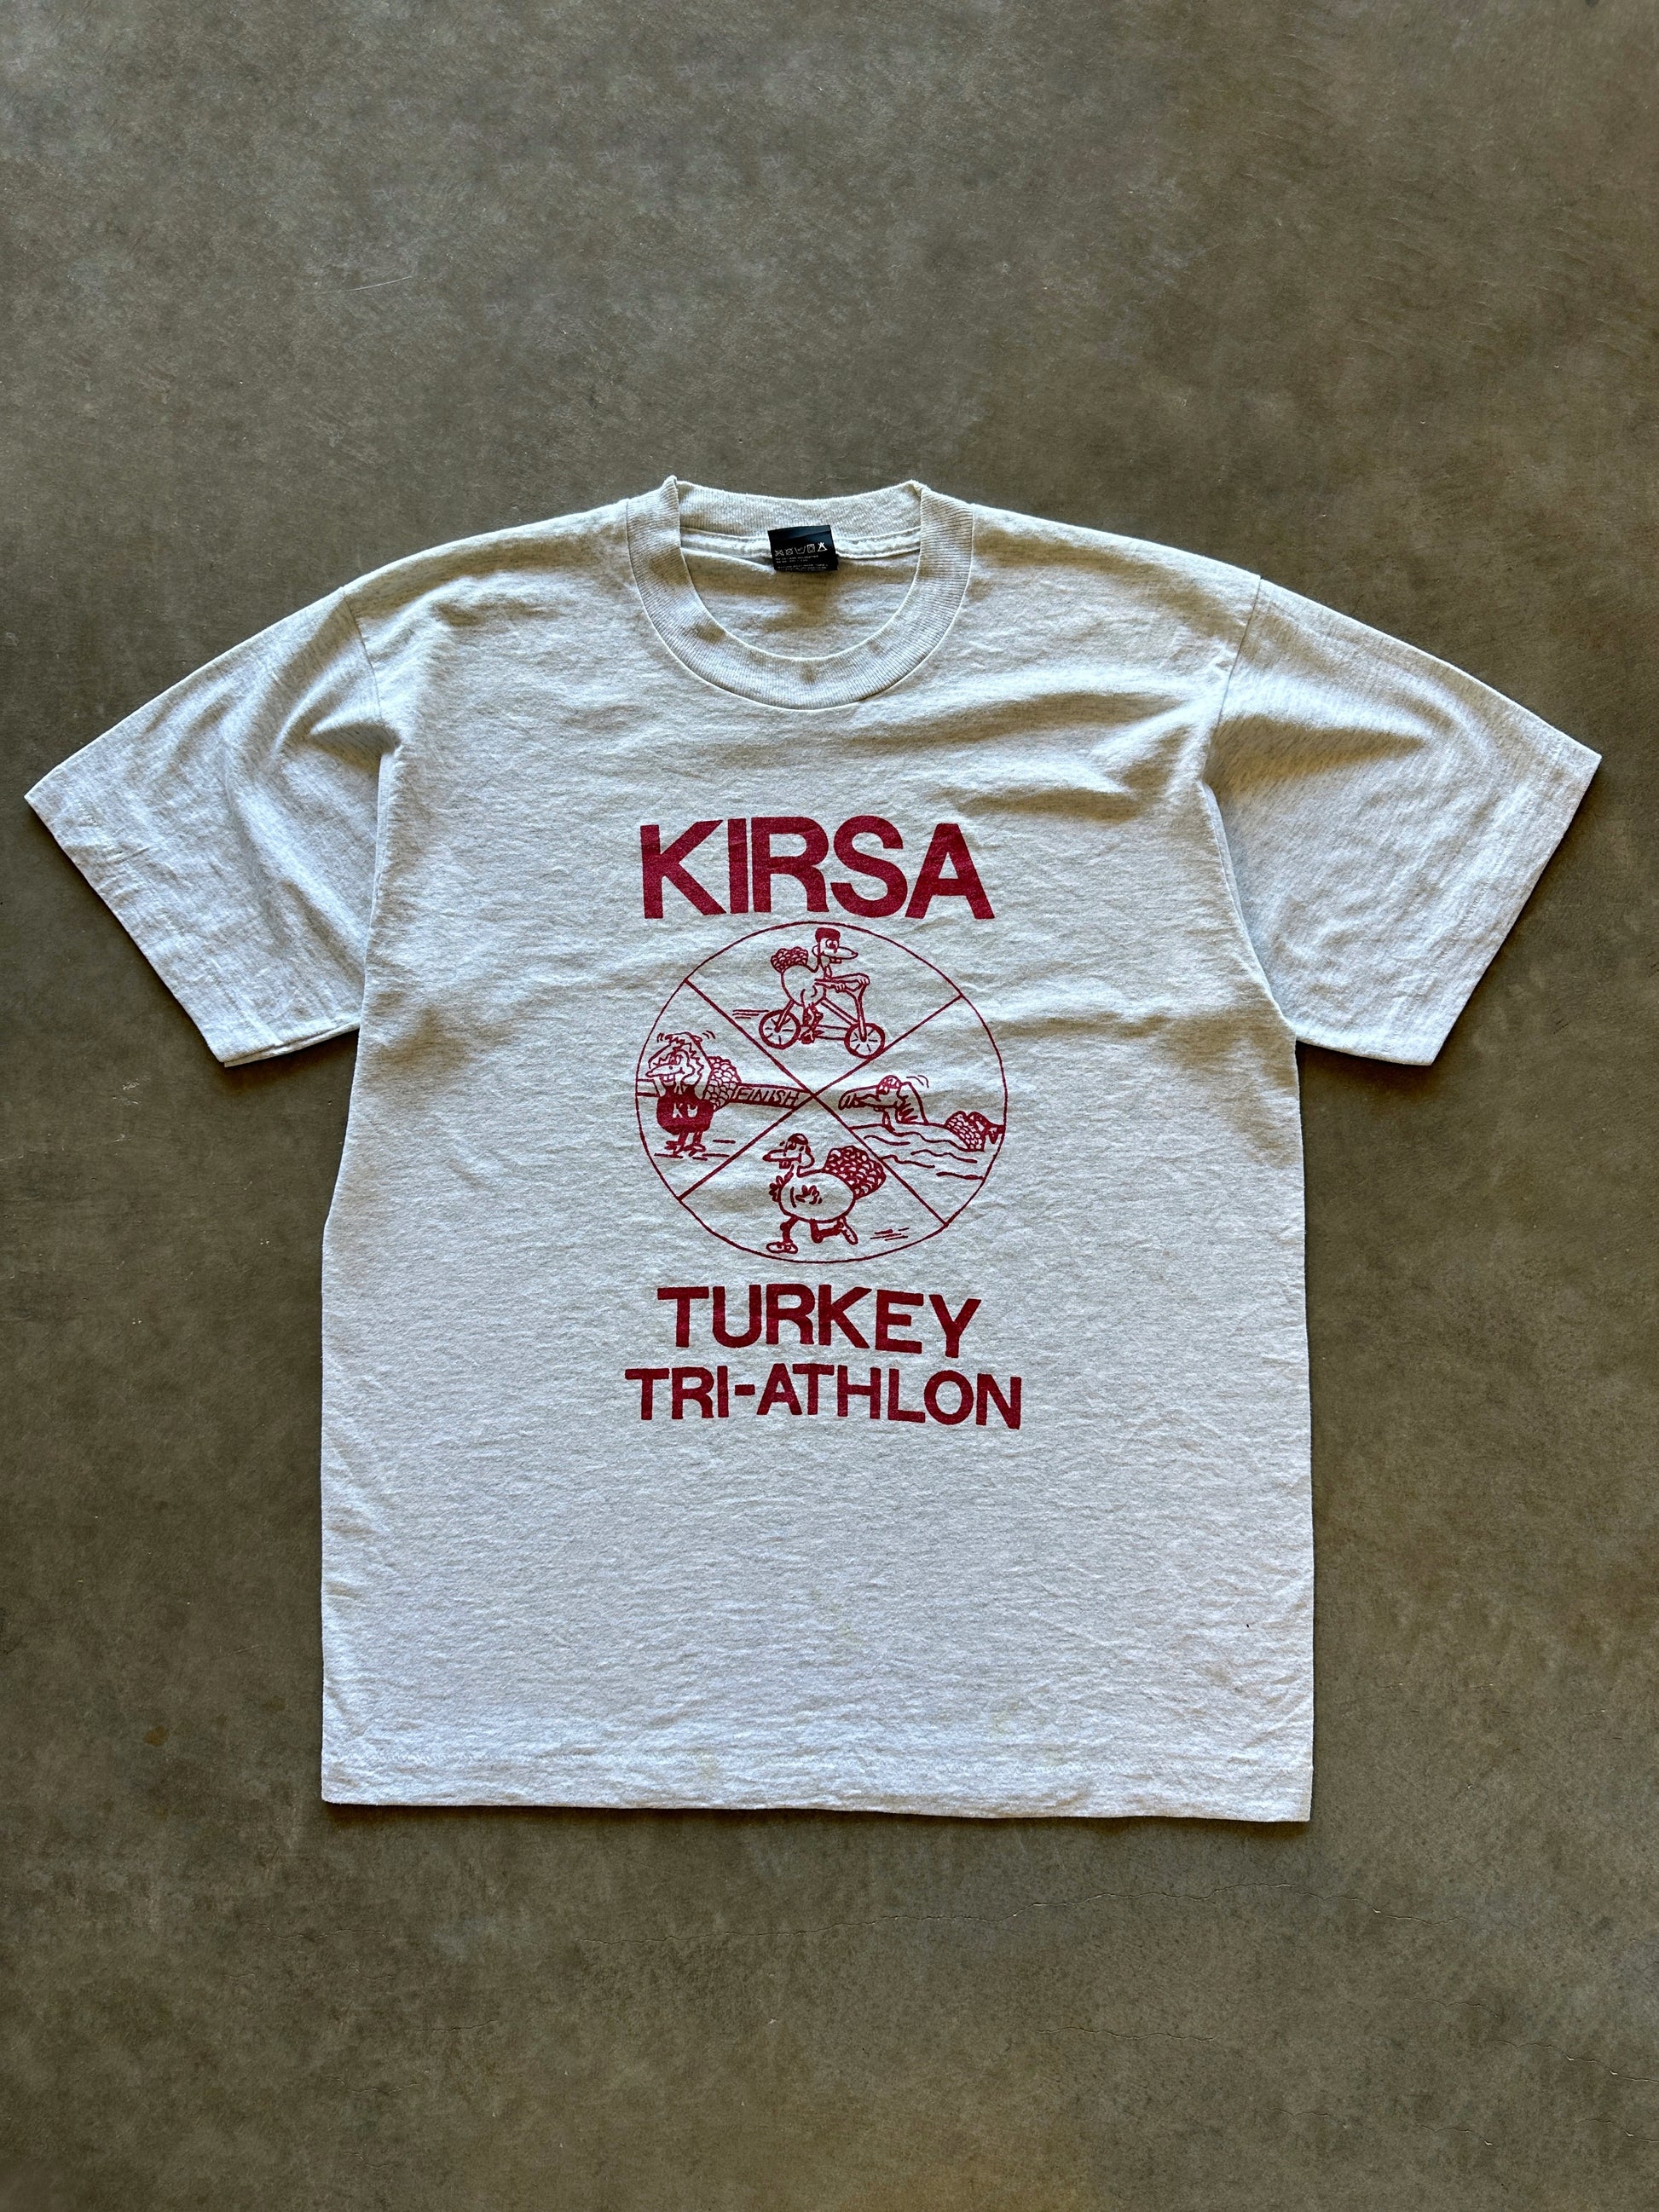 KIRSA
FINISH
KU
TURKEY
TRI-ATHLON